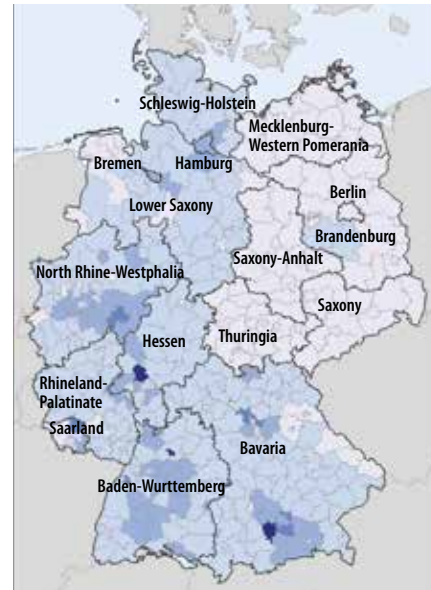 Schleswig-Holstein
Mecklenburg-
Western Pomerania
Bremen
Hamburg
Berlin
Lower Saxony
Brandenburg
Saxony-Anhalt
North Rhine-Westphalia
Saxony
Hessen
Thuringia
Rhineland-
Palatinate
Saarland
Bavaria
Baden-Wurttemberg